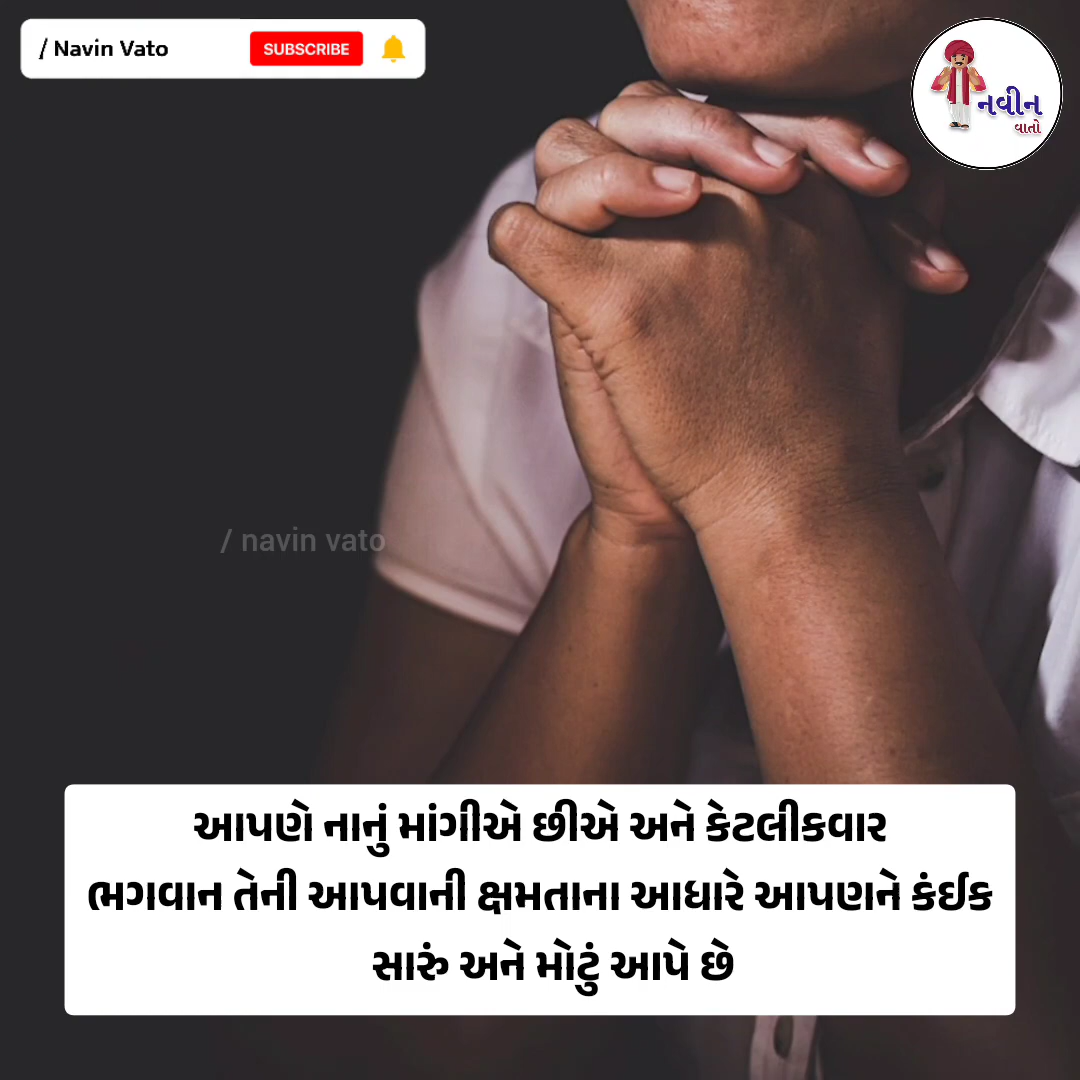 / Navin Vato
SUBSCRIBE
નવીન
વાતો
/ navin vato
આપણે નાનું માંગીએ છીએ અને કેટલીકવાર
ભગવાન તેની આપવાની ક્ષમતાના આધારે આપણને કંઈક
સારું અને મોટું આપે છે